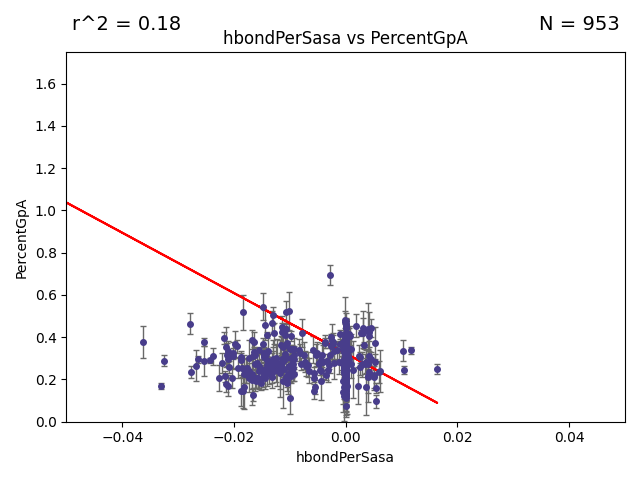 r^2 = 0.18
N = 953
hbondPerSasa vs PercentGpA
PercentGpA
1.6
1.4
1.2
1.0
0.8
0.6
0.4
0.2
0.0
−0.04
−0.02
0.00
0.02
0.04
hbondPerSasa